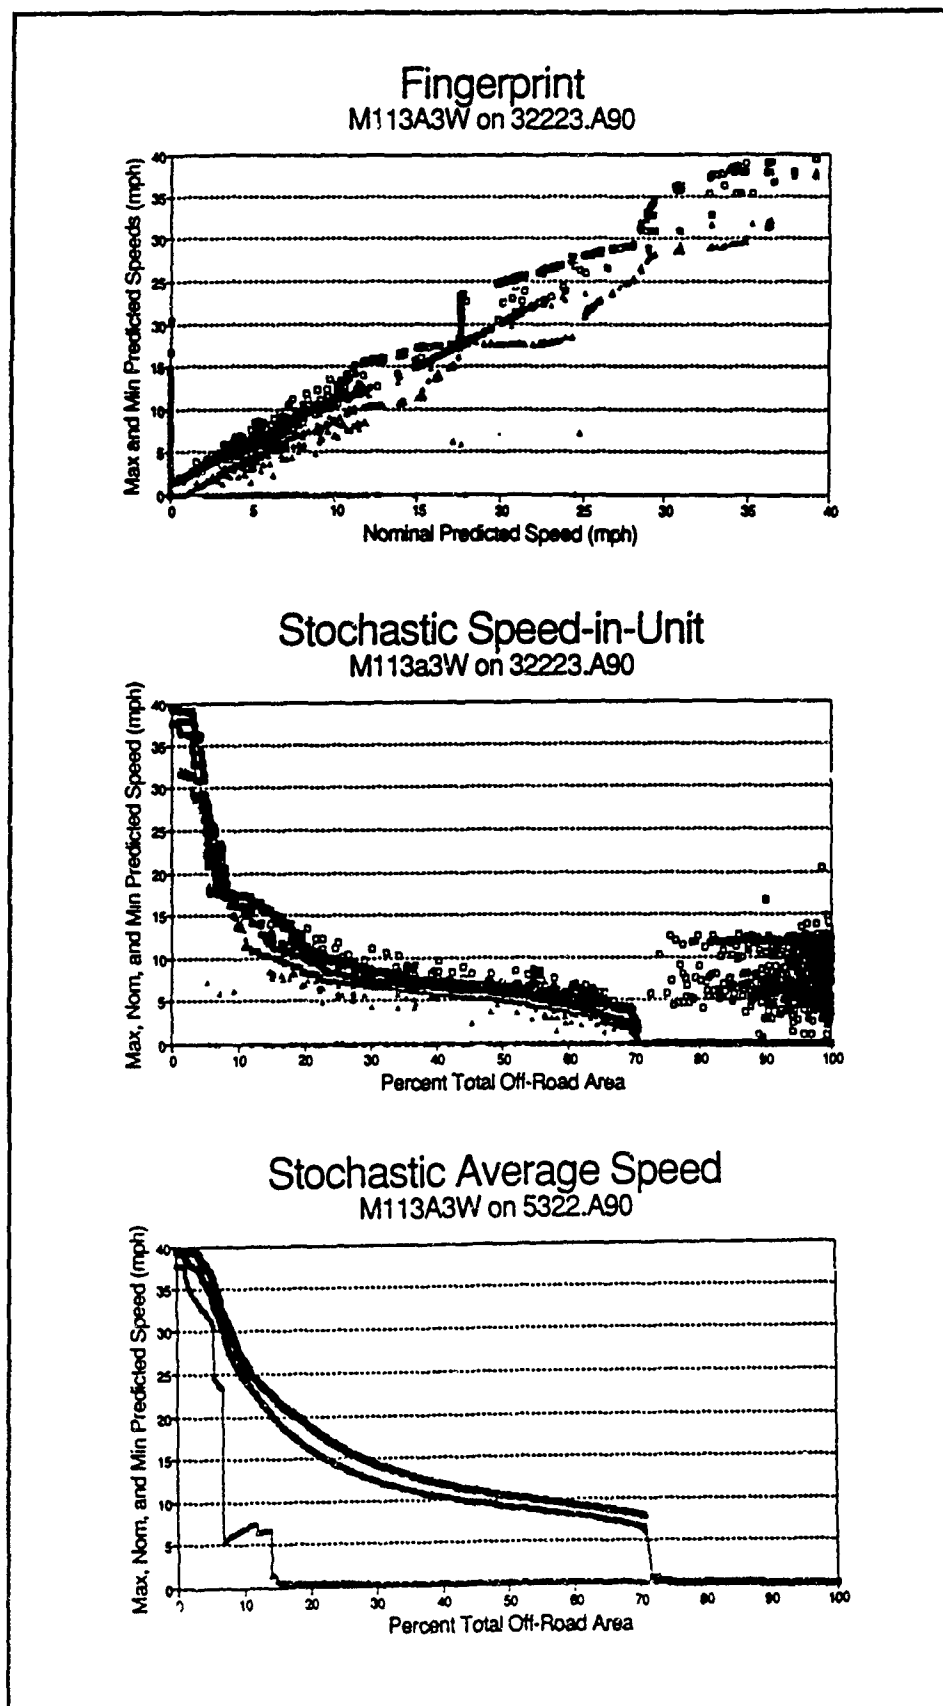 Fingerprint
M113A3W on 32223.A90
Max and Min Predicted Speeds (mph)
40
35
30
25
20
15
10
5
0
0 5 10 15 20 25 30 35 40
Nominal Predicted Speed (mph)
Stochastic Speed-in-Unit
M113a3W on 32223.A90
Max, Nom, and Min Predicted Speed (mph)
40
35
30
25
20
15
10
5
0
0 10 20 30 40 50 60 70 80 90 100
Percent Total Off-Road Area
Stochastic Average Speed
M113A3W on 5322.A90
Max, Nom, and Min Predicted Speed (mph)
40
35
30
25
20
15
10
5
0
0 10 20 30 40 50 60 70 80 90 100
Percent Total Off-Road Area